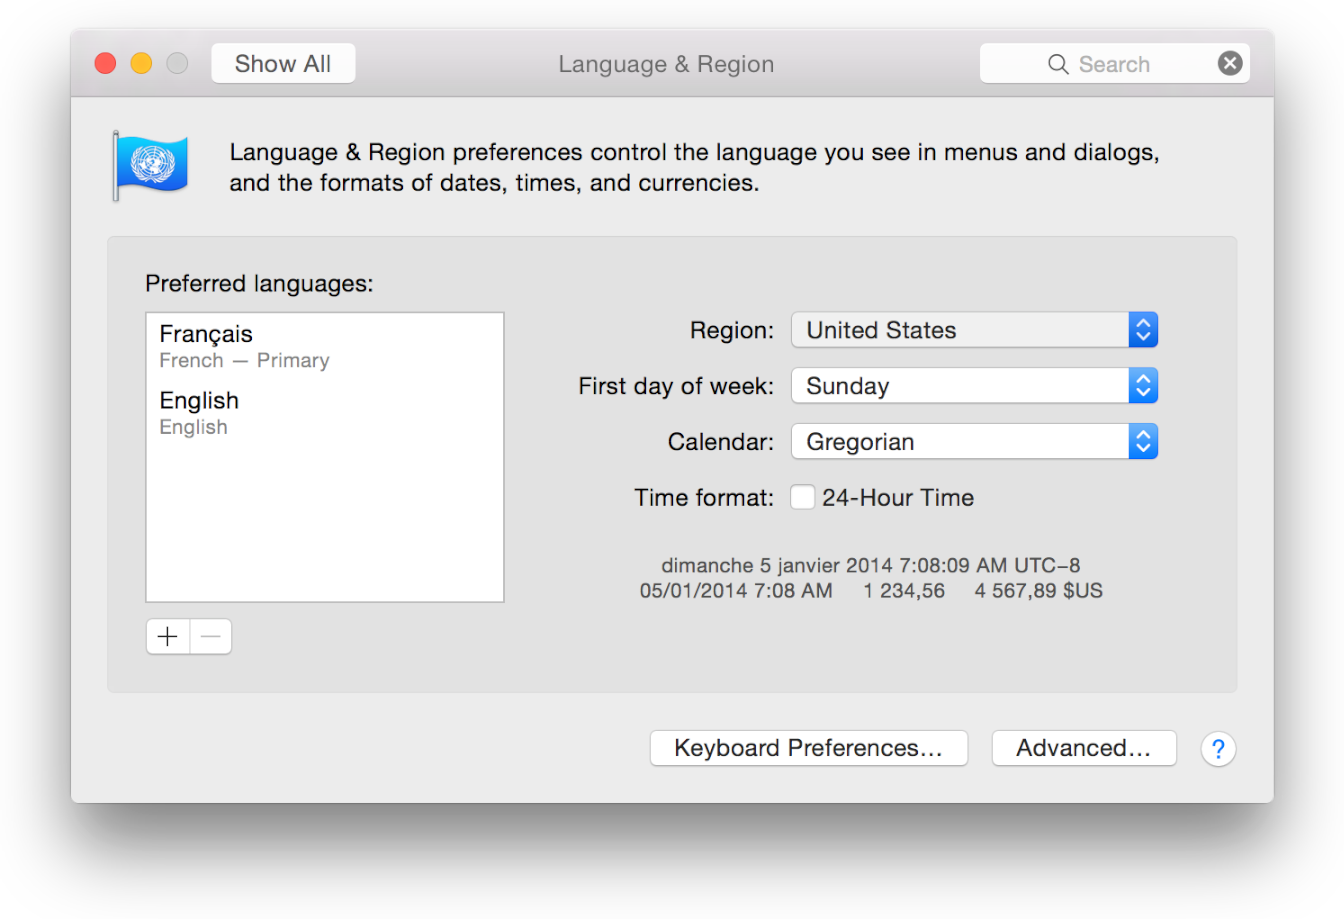 Show All
Language & Region
Search
Language & Region preferences control the language you see in menus and dialogs,
and the formats of dates, times, and currencies.
Preferred languages:
Français
French — Primary
English
English
Region: United States
First day of week: Sunday
Calendar: Gregorian
Time format: 24-Hour Time
dimanche 5 janvier 2014 7:08:09 AM UTC−8
05/01/2014 7:08 AM 1 234,56 4 567,89 $US
Keyboard Preferences...
Advanced...
?